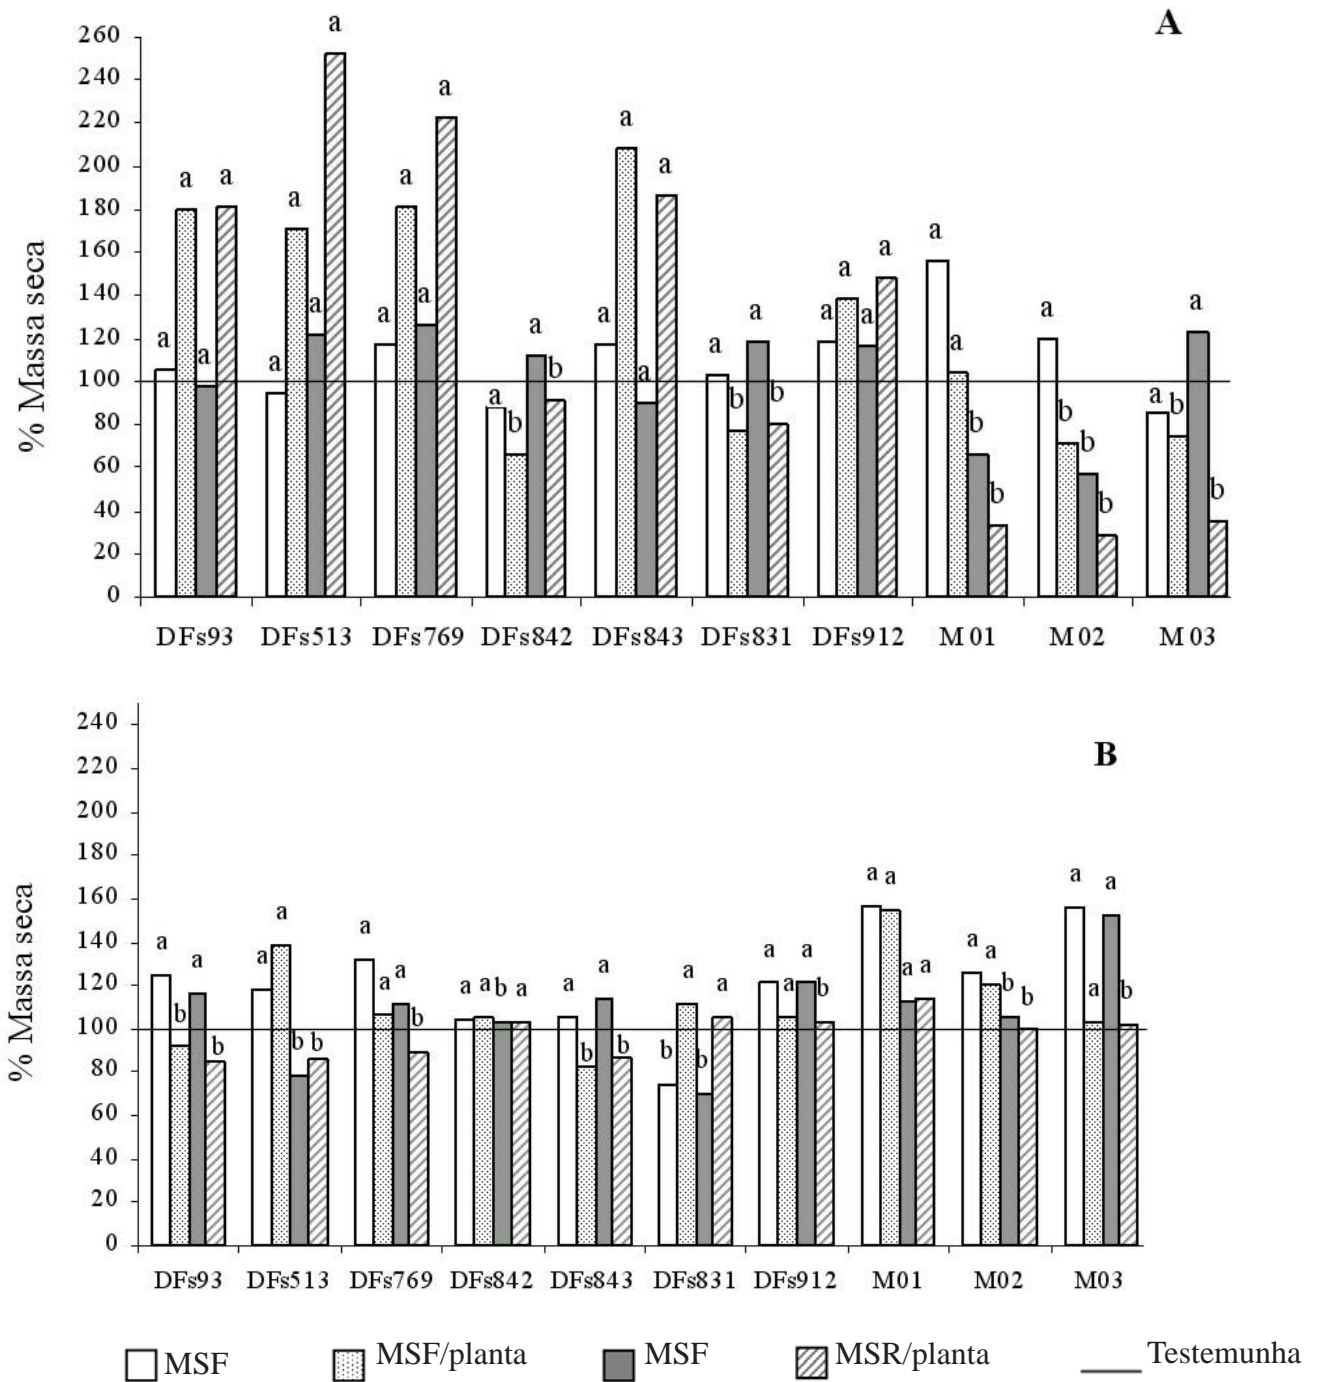 A
260
240
220
200
180
160
140
120
100
80
60
40
20
0
% Massa seca
a a a a
a a a a
a a a a
a b a b
a a a a
a b a b
a a a a
a a b b
a b b b
a b a b
DFs93 DFs513 DFs769 DFs842 DFs843 DFs831 DFs912 M 01 M 02 M 03
B
240
220
200
180
160
140
120
100
80
60
40
20
0
% Massa seca
a b a b
a a b b
a a a b
a a b a
a b a b
b a b a
a a a b
a a a a
a a b b
a a a b
DFs93 DFs513 DFs769 DFs842 DFs843 DFs831 DFs912 M01 M02 M03
MSF MSF/planta MSF MSR/planta Testemunha